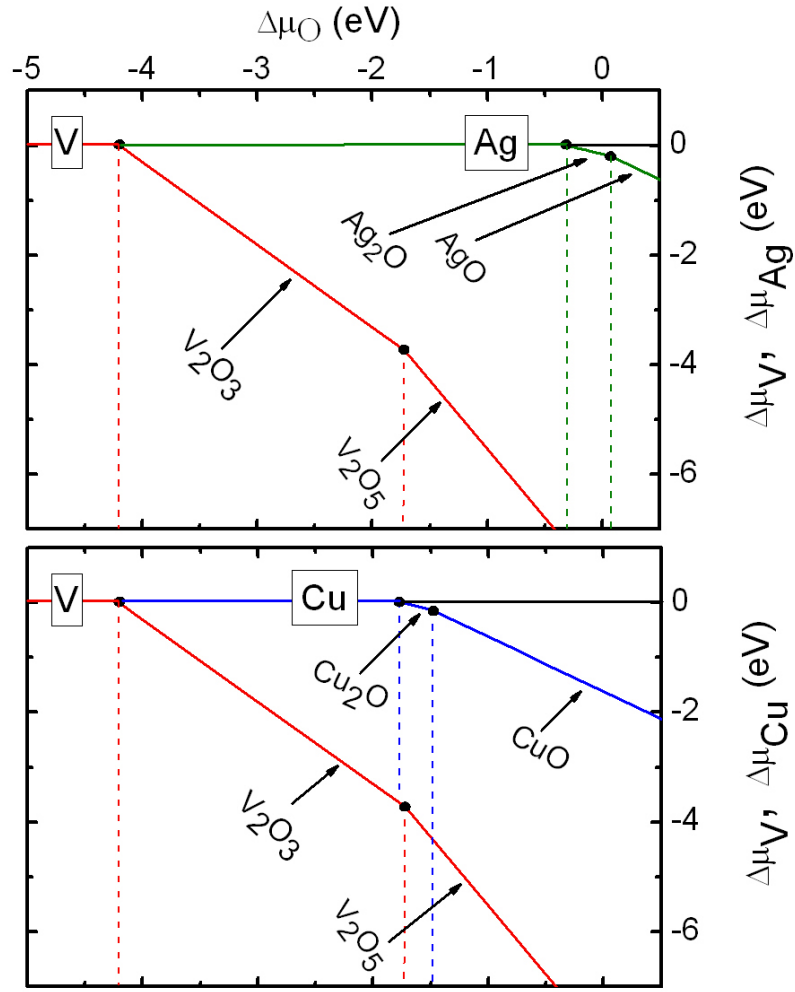 Δμ_O (eV)
-5 -4 -3 -2 -1 0
V Ag 0
Ag₂O AgO
-2
V₂O₃
-4
V₂O₅
-6
Δμ_V, Δμ_Ag (eV)
V Cu 0
Cu₂O
-2
CuO
V₂O₃
-4
V₂O₅
-6
Δμ_V, Δμ_Cu (eV)